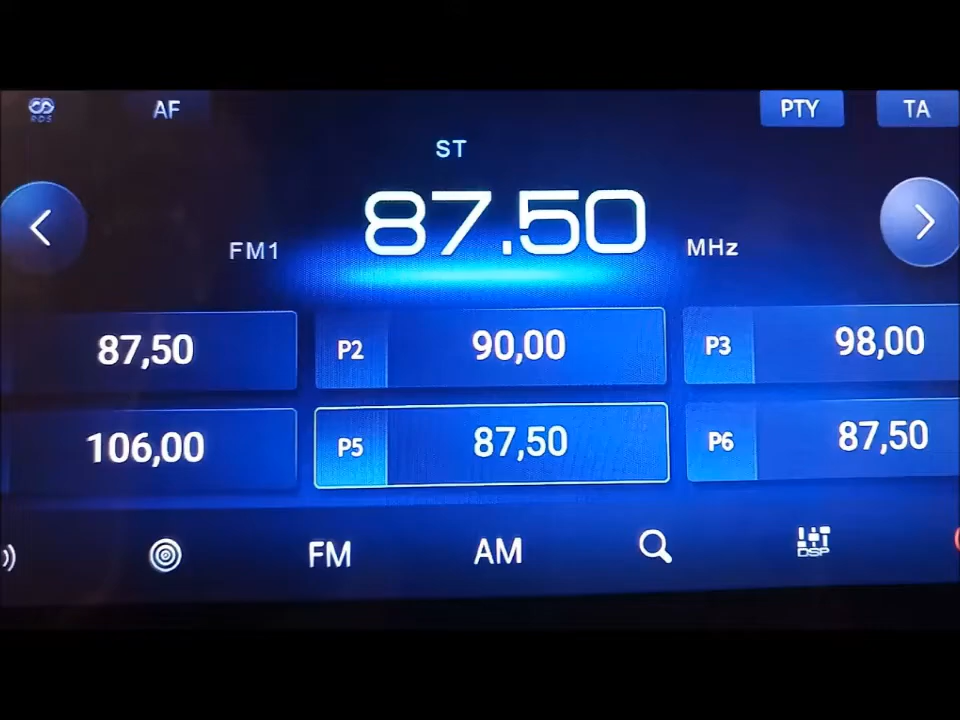 RDS AF PTY TA
ST
FM1 87.50 MHz
87,50 P2 90,00 P3 98,00
106,00 P5 87,50 P6 87,50
FM AM DSP